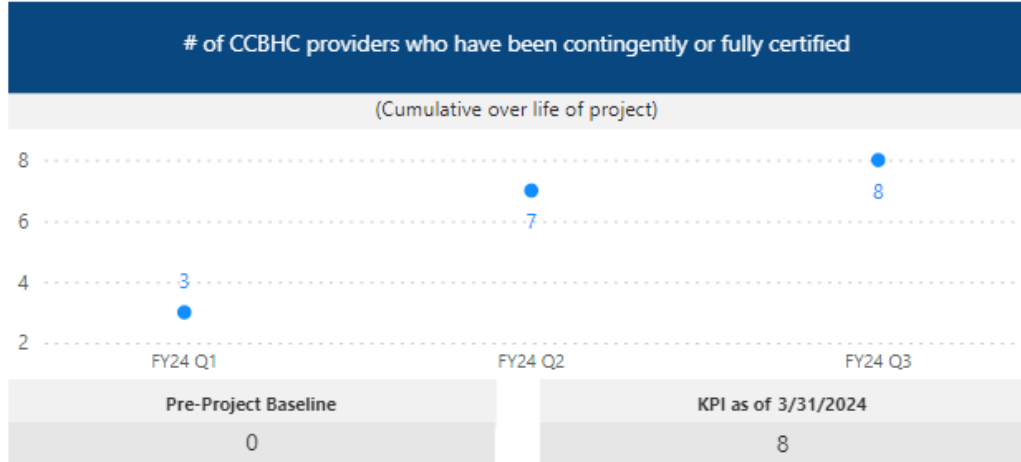 # of CCBHC providers who have been contingently or fully certified
(Cumulative over life of project)
8
8
7
6
4
3
2
FY24 Q1 FY24 Q2 FY24 Q3
Pre-Project Baseline KPI as of 3/31/2024
0 8